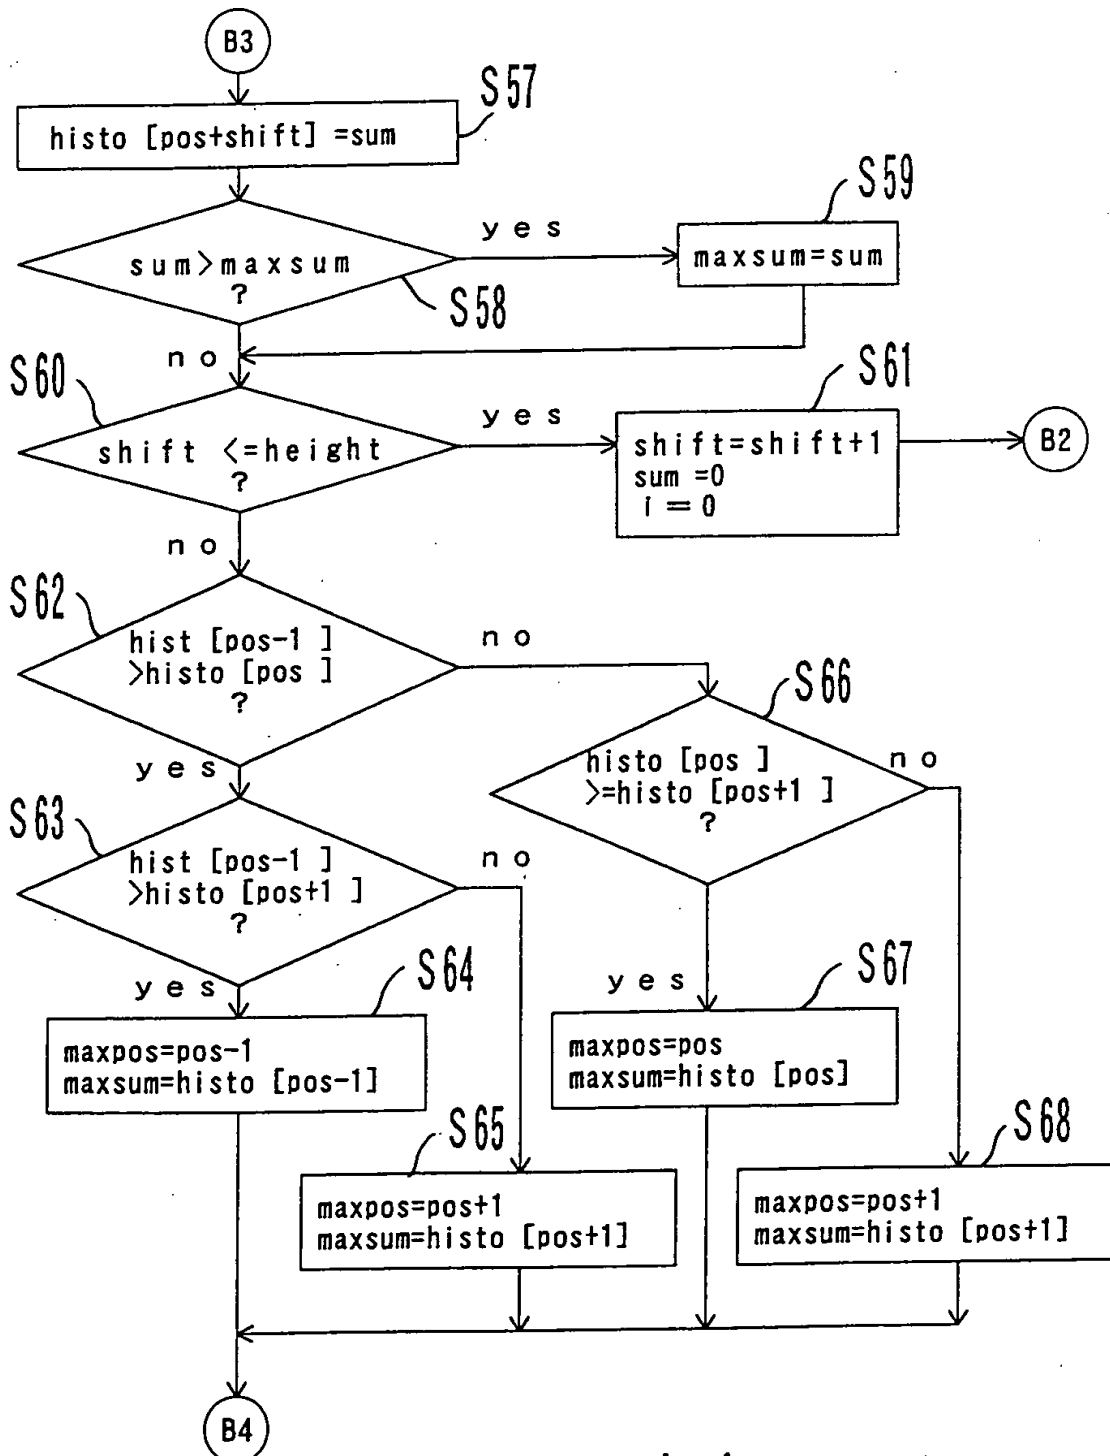 B3
S57
histo [pos+shift] =sum
S59
yes
maxsum=sum
sum>maxsum
?
S58
no
S60
S61
yes
shift <=height
?
shift=shift+1
sum =0
i = 0
B2
no
S62
hist [pos-1 ]
>histo [pos ]
?
no
S66
yes
histo [pos ]
>=histo [pos+1 ]
?
no
S63
hist [pos-1 ]
>histo [pos+1 ]
?
no
yes
S64
yes
S67
maxpos=pos-1
maxsum=histo [pos-1]
maxpos=pos
maxsum=histo [pos]
S65
S68
maxpos=pos+1
maxsum=histo [pos+1]
maxpos=pos+1
maxsum=histo [pos+1]
B4